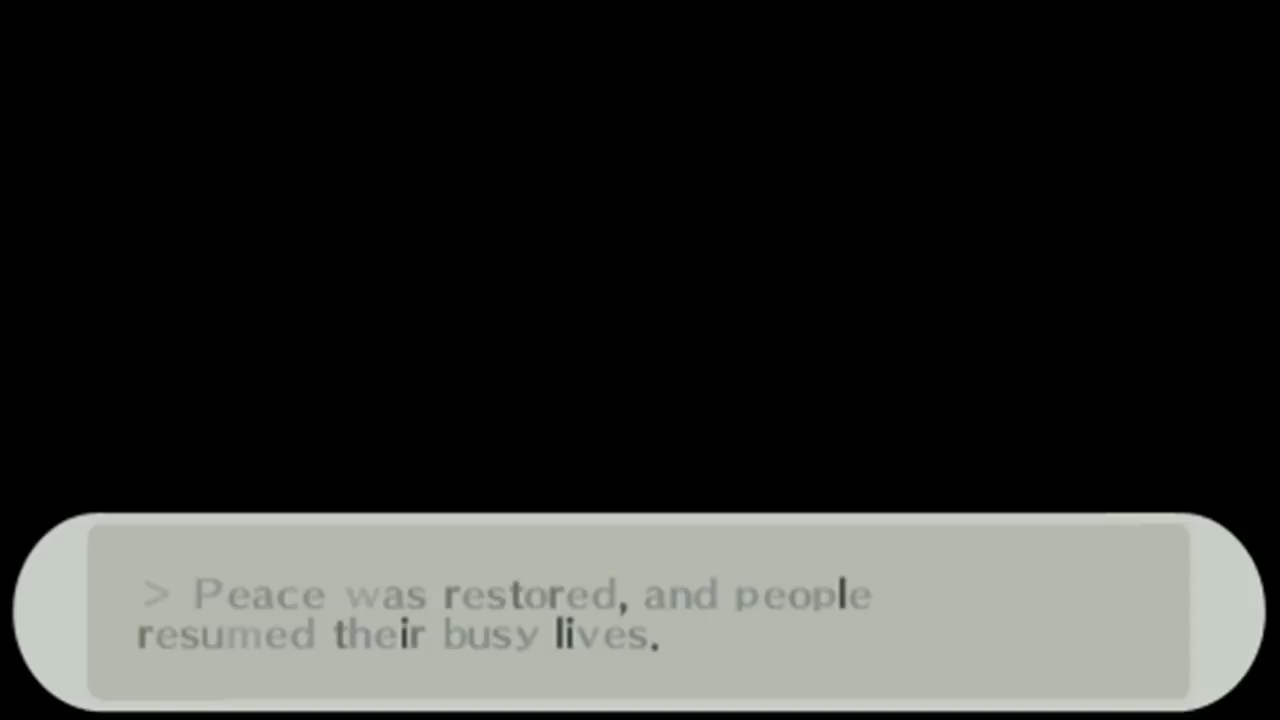 > Peace was restored, and people
resumed their busy lives.